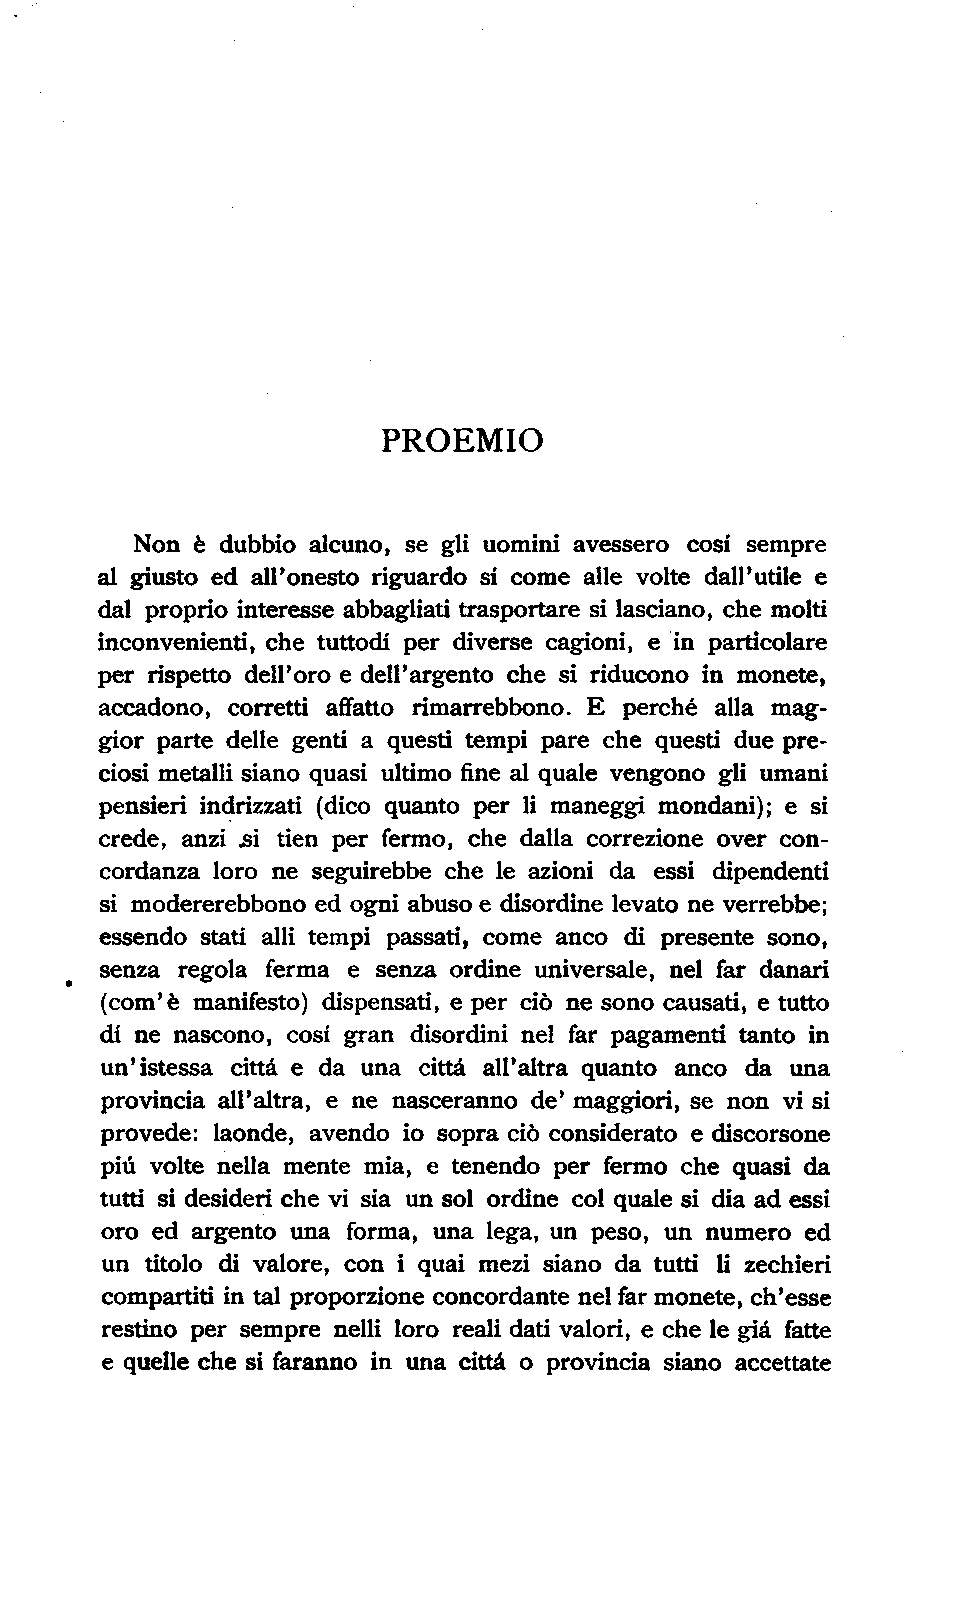 PROEMIO
Non è dubbio alcuno, se gli uomini avessero cosí sempre
al giusto ed all'onesto riguardo sí come alle volte dall'utile e
dal proprio interesse abbagliati trasportare si lasciano, che molti
inconvenienti, che tuttodí per diverse cagioni, e in particolare
per rispetto dell'oro e dell'argento che si riducono in monete,
accadono, corretti affatto rimarrebbono. E perché alla mag-
gior parte delle genti a questi tempi pare che questi due pre-
ciosi metalli siano quasi ultimo fine al quale vengono gli umani
pensieri indrizzati (dico quanto per li maneggi mondani); e si
crede, anzi si tien per fermo, che dalla correzione over con-
cordanza loro ne seguirebbe che le azioni da essi dipendenti
si modererebbono ed ogni abuso e disordine levato ne verrebbe;
essendo stati alli tempi passati, come anco di presente sono,
senza regola ferma e senza ordine universale, nel far danari
(com'è manifesto) dispensati, e per ciò ne sono causati, e tutto
dí ne nascono, cosí gran disordini nel far pagamenti tanto in
un'istessa cittá e da una cittá all'altra quanto anco da una
provincia all'altra, e ne nasceranno de' maggiori, se non vi si
provede: laonde, avendo io sopra ciò considerato e discorsone
piú volte nella mente mia, e tenendo per fermo che quasi da
tutti si desideri che vi sia un sol ordine col quale si dia ad essi
oro ed argento una forma, una lega, un peso, un numero ed
un titolo di valore, con i quai mezi siano da tutti li zechieri
compartiti in tal proporzione concordante nel far monete, ch'esse
restino per sempre nelli loro reali dati valori, e che le giá fatte
e quelle che si faranno in una cittá o provincia siano accettate